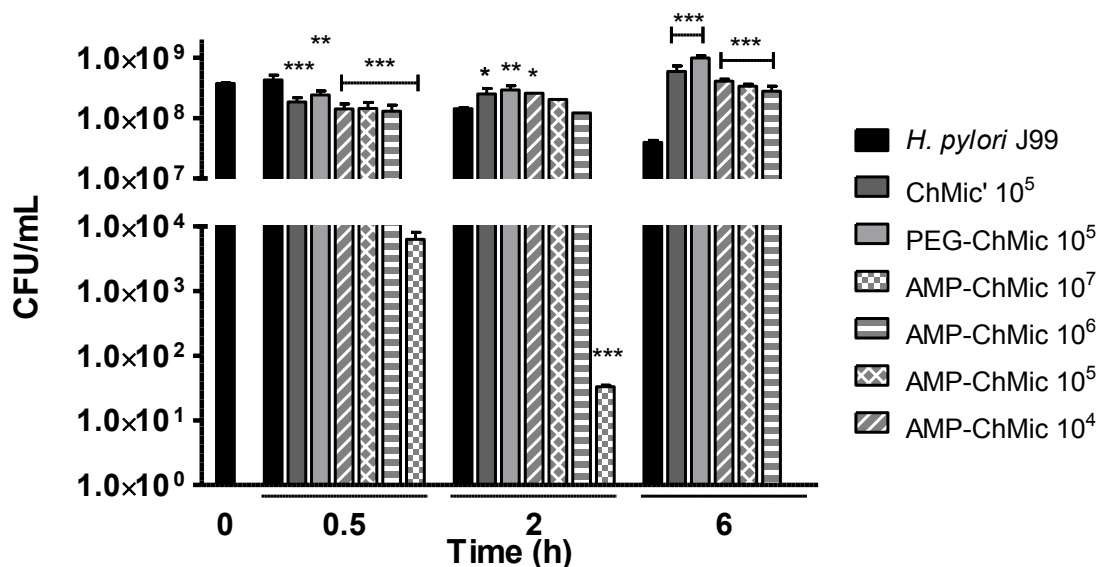 CFU/mL
1.0×10⁹
1.0×10⁸
1.0×10⁷
1.0×10⁴
1.0×10³
1.0×10²
1.0×10¹
1.0×10⁰
***
**
***
*
**
*
***
***
***
0
0.5
2
6
Time (h)
H. pylori J99
ChMic' 10⁵
PEG-ChMic 10⁵
AMP-ChMic 10⁷
AMP-ChMic 10⁶
AMP-ChMic 10⁵
AMP-ChMic 10⁴